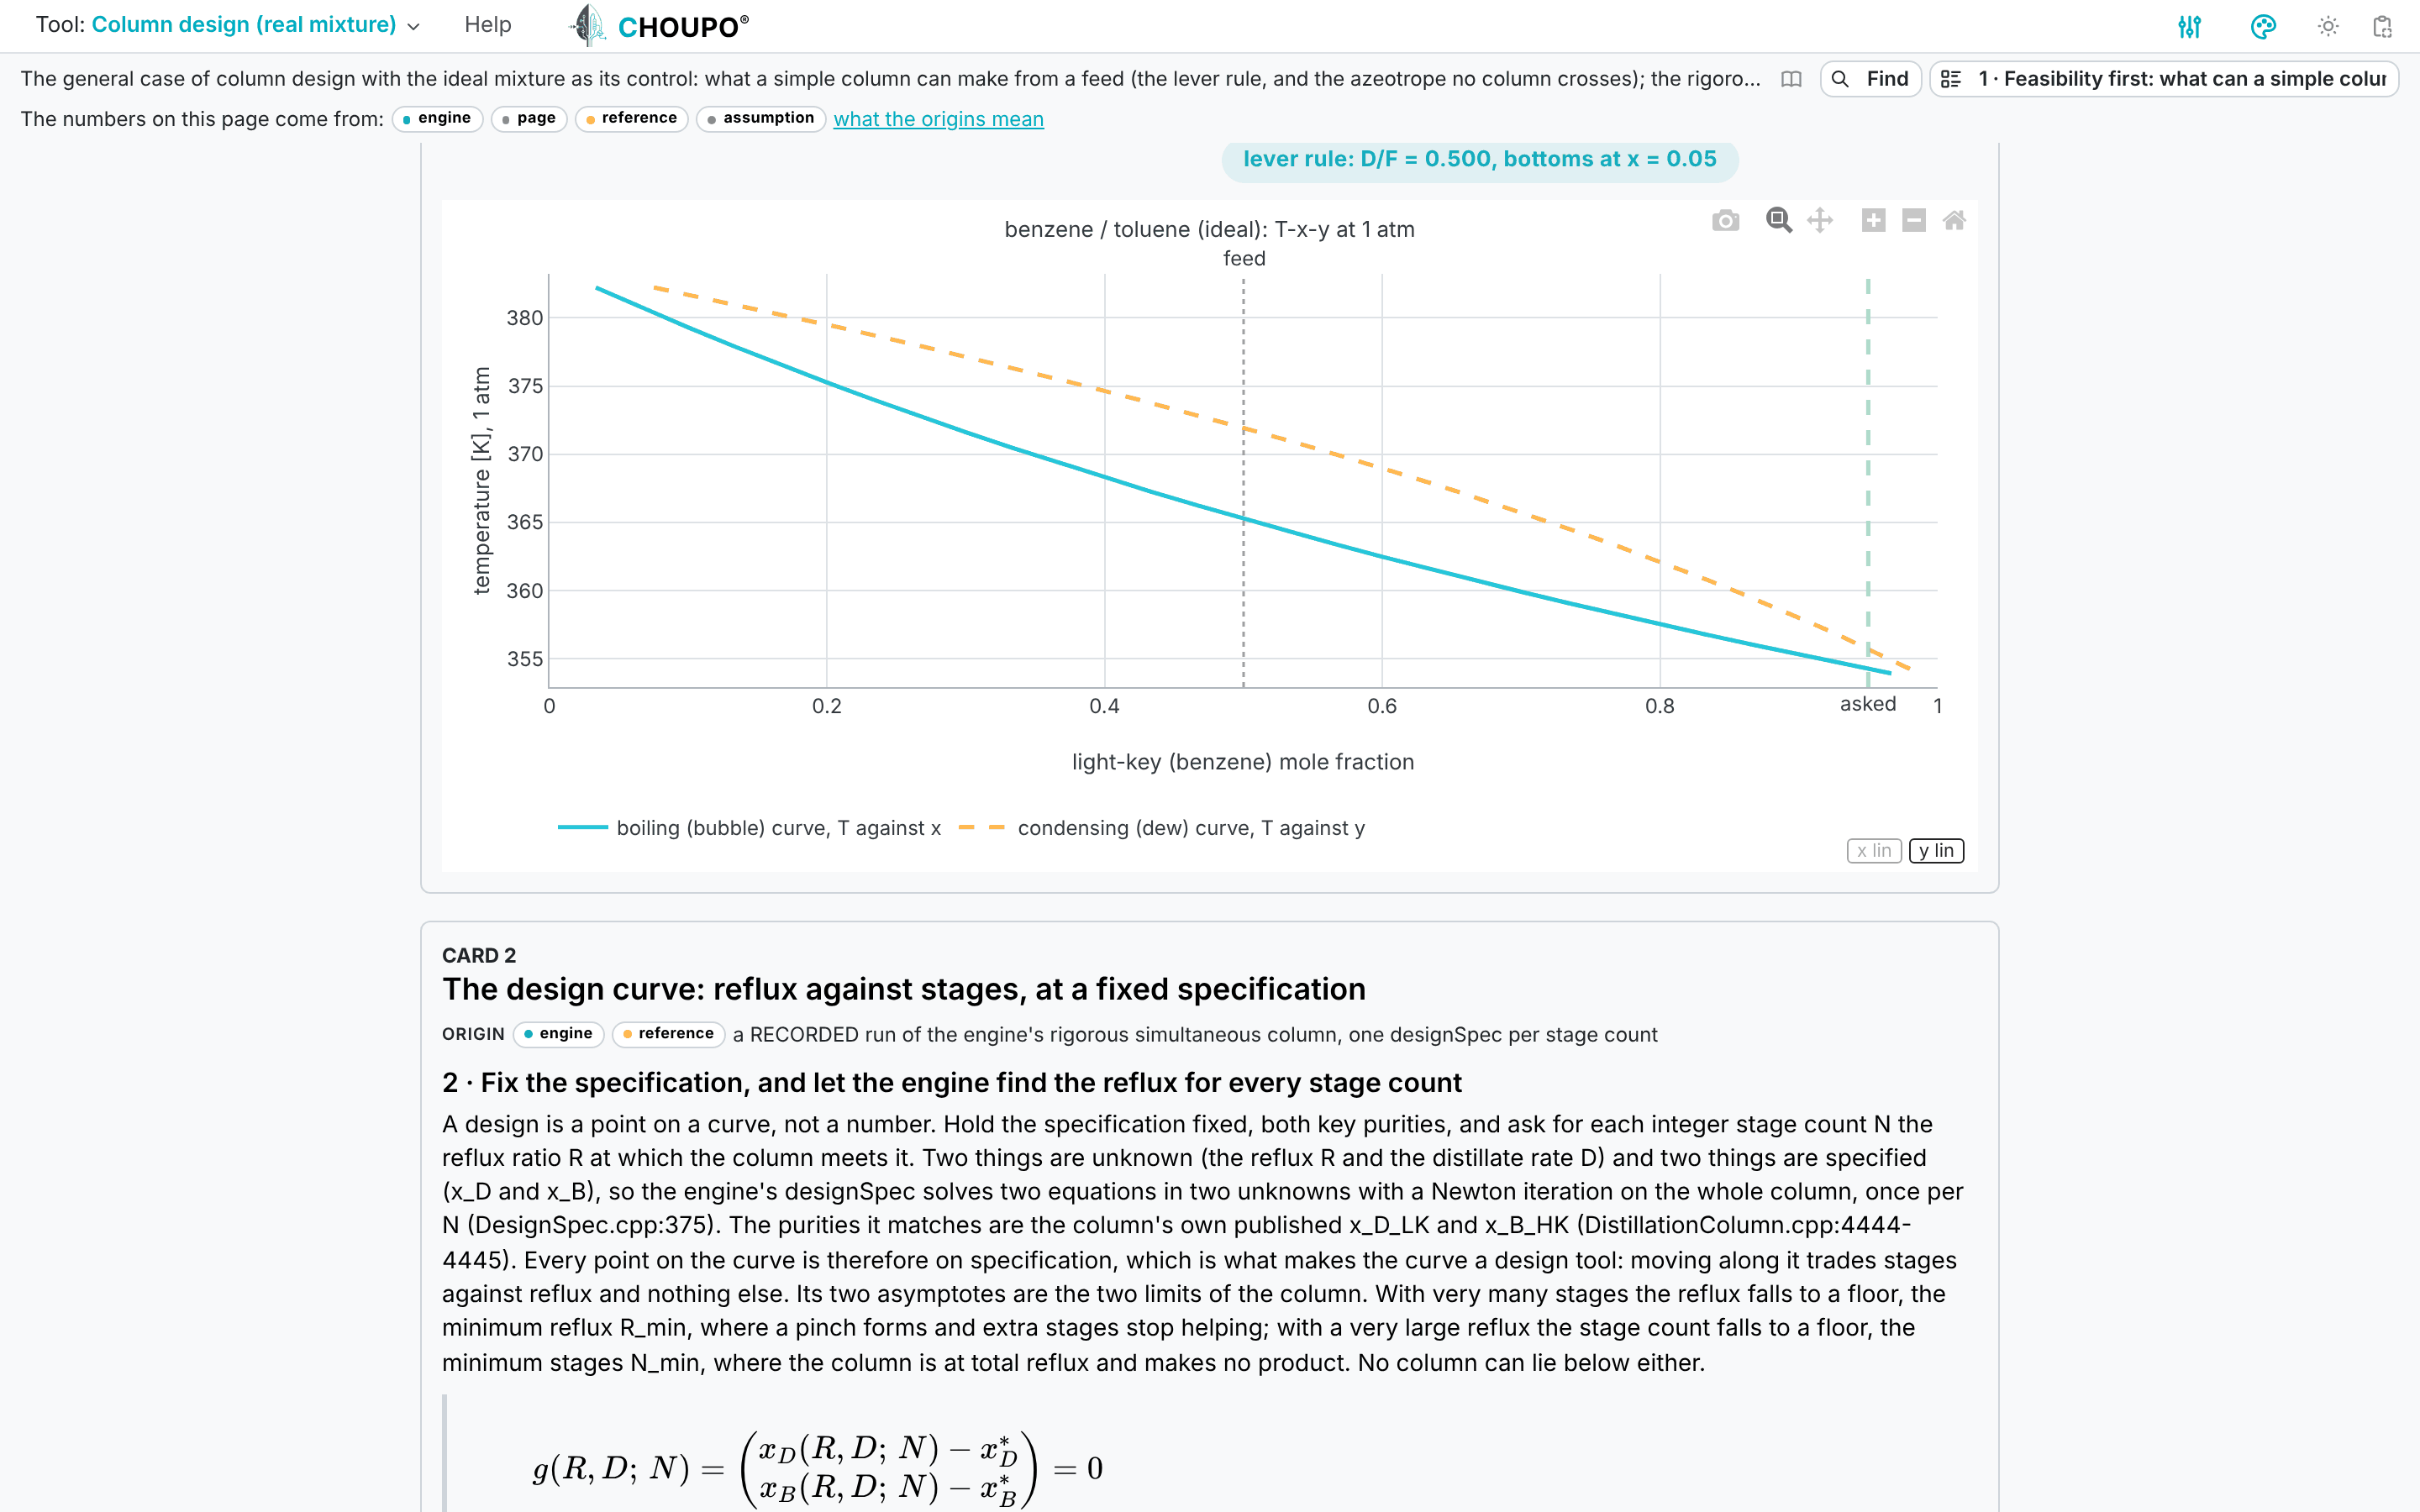 Tool: Column design (real mixture) Help CHOUPO®
The general case of column design with the ideal mixture as its control: what a simple column can make from a feed (the lever rule, and the azeotrope no column crosses); the rigoro... Find 1 · Feasibility first: what can a simple colur
The numbers on this page come from: engine page reference assumption what the origins mean
lever rule: D/F = 0.500, bottoms at x = 0.05
benzene / toluene (ideal): T-x-y at 1 atm
feed
380
375
370
365
360
355
temperature [K], 1 atm
0 0.2 0.4 0.6 0.8 asked 1
light-key (benzene) mole fraction
boiling (bubble) curve, T against x condensing (dew) curve, T against y
x lin y lin
CARD 2
The design curve: reflux against stages, at a fixed specification
ORIGIN engine reference a RECORDED run of the engine's rigorous simultaneous column, one designSpec per stage count
2 · Fix the specification, and let the engine find the reflux for every stage count
A design is a point on a curve, not a number. Hold the specification fixed, both key purities, and ask for each integer stage count N the
reflux ratio R at which the column meets it. Two things are unknown (the reflux R and the distillate rate D) and two things are specified
(x_D and x_B), so the engine's designSpec solves two equations in two unknowns with a Newton iteration on the whole column, once per
N (DesignSpec.cpp:375). The purities it matches are the column's own published x_D_LK and x_B_HK (DistillationColumn.cpp:4444-
4445). Every point on the curve is therefore on specification, which is what makes the curve a design tool: moving along it trades stages
against reflux and nothing else. Its two asymptotes are the two limits of the column. With very many stages the reflux falls to a floor, the
minimum reflux R_min, where a pinch forms and extra stages stop helping; with a very large reflux the stage count falls to a floor, the
minimum stages N_min, where the column is at total reflux and makes no product. No column can lie below either.
g(R, D; N) = ( x_D(R, D; N) − x_D^*
x_B(R, D; N) − x_B^* ) = 0